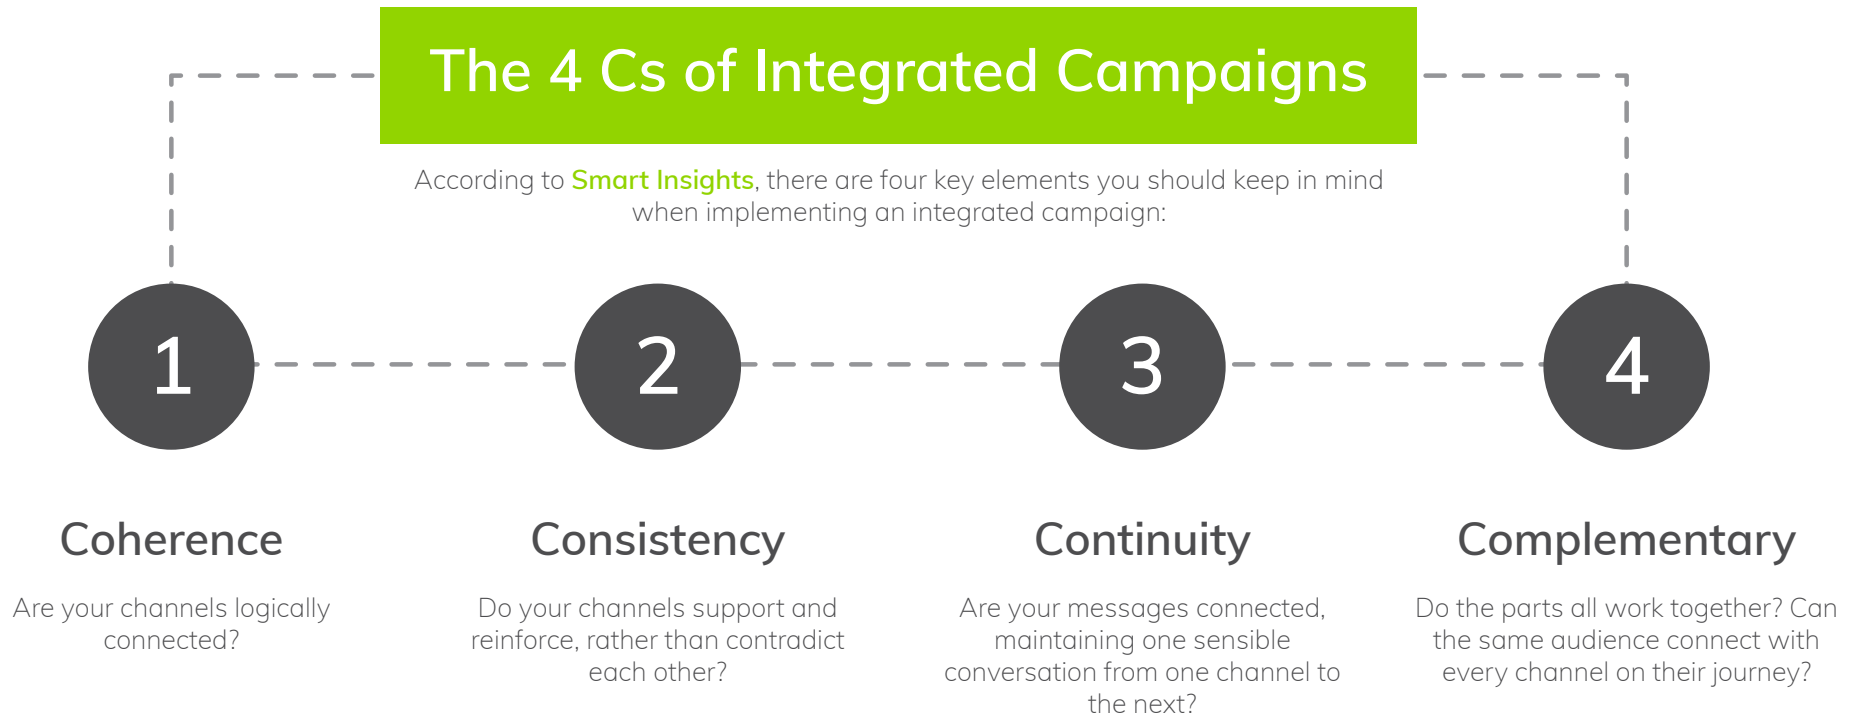 The 4 Cs of Integrated Campaigns
According to Smart Insights, there are four key elements you should keep in mind
when implementing an integrated campaign:
1
2
3
4
Coherence
Are your channels logically
connected?
Consistency
Do your channels support and
reinforce, rather than contradict
each other?
Continuity
Are your messages connected,
maintaining one sensible
conversation from one channel to
the next?
Complementary
Do the parts all work together? Can
the same audience connect with
every channel on their journey?